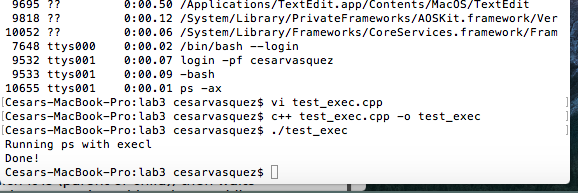 9695 ?? 0:00.50 /Applications/TextEdit.app/Contents/MacOS/TextEdit
9818 ?? 0:00.12 /System/Library/PrivateFrameworks/AOSKit.framework/Ver
10052 ?? 0:00.06 /System/Library/Frameworks/CoreServices.framework/Fram
7648 ttys000 0:00.02 /bin/bash --login
9532 ttys001 0:00.07 login -pf cesarvasquez
9533 ttys001 0:00.09 -bash
10655 ttys001 0:00.01 ps -ax
[Cesars-MacBook-Pro:lab3 cesarvasquez$ vi test_exec.cpp ]
[Cesars-MacBook-Pro:lab3 cesarvasquez$ c++ test_exec.cpp -o test_exec ]
[Cesars-MacBook-Pro:lab3 cesarvasquez$ ./test_exec ]
Running ps with execl
Done!
Cesars-MacBook-Pro:lab3 cesarvasquez$